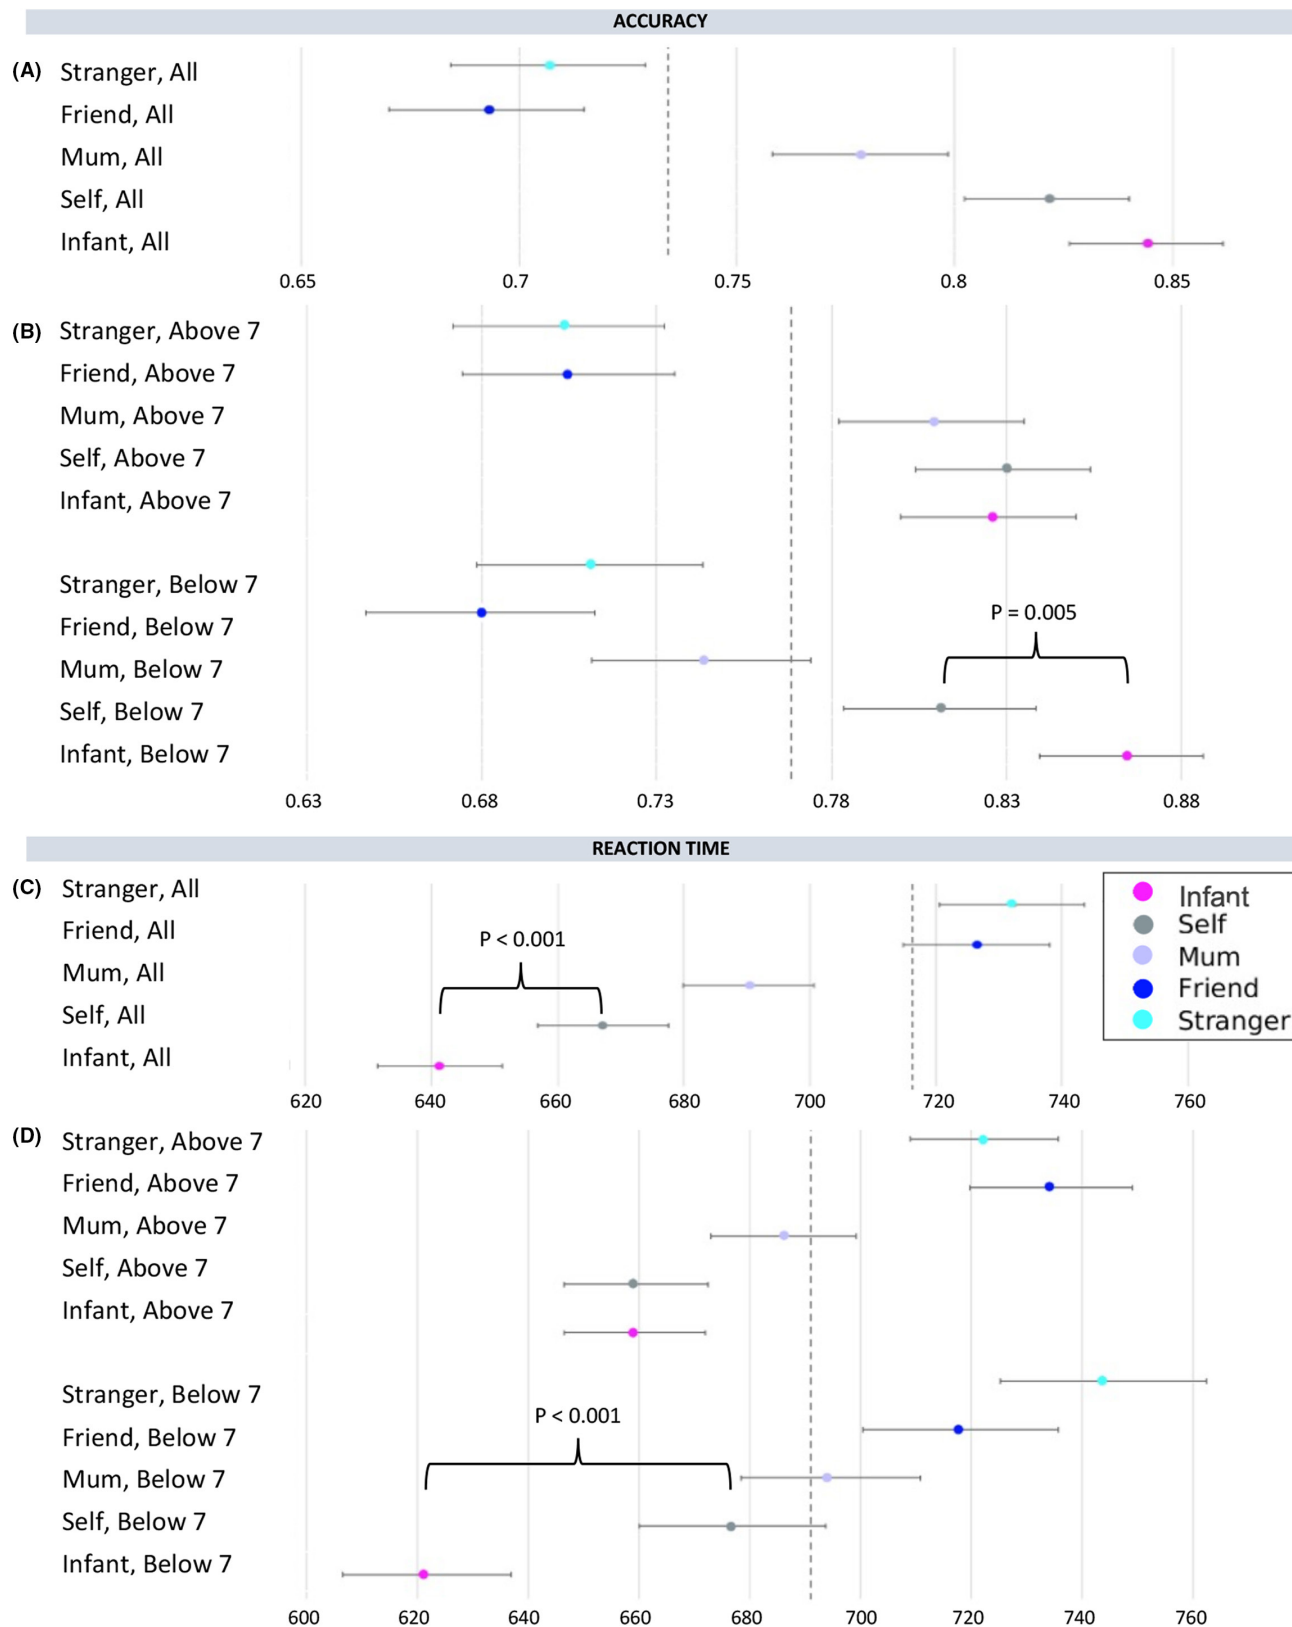 ACCURACY
(A)
Stranger, All
Friend, All
Mum, All
Self, All
Infant, All
0.65 0.7 0.75 0.8 0.85
(B)
Stranger, Above 7
Friend, Above 7
Mum, Above 7
Self, Above 7
Infant, Above 7
Stranger, Below 7
Friend, Below 7
Mum, Below 7
Self, Below 7
Infant, Below 7
P = 0.005
0.63 0.68 0.73 0.78 0.83 0.88
REACTION TIME
(C)
Stranger, All
Friend, All
Mum, All
Self, All
Infant, All
P < 0.001
Infant
Self
Mum
Friend
Stranger
620 640 660 680 700 720 740 760
(D)
Stranger, Above 7
Friend, Above 7
Mum, Above 7
Self, Above 7
Infant, Above 7
Stranger, Below 7
Friend, Below 7
Mum, Below 7
Self, Below 7
Infant, Below 7
P < 0.001
600 620 640 660 680 700 720 740 760